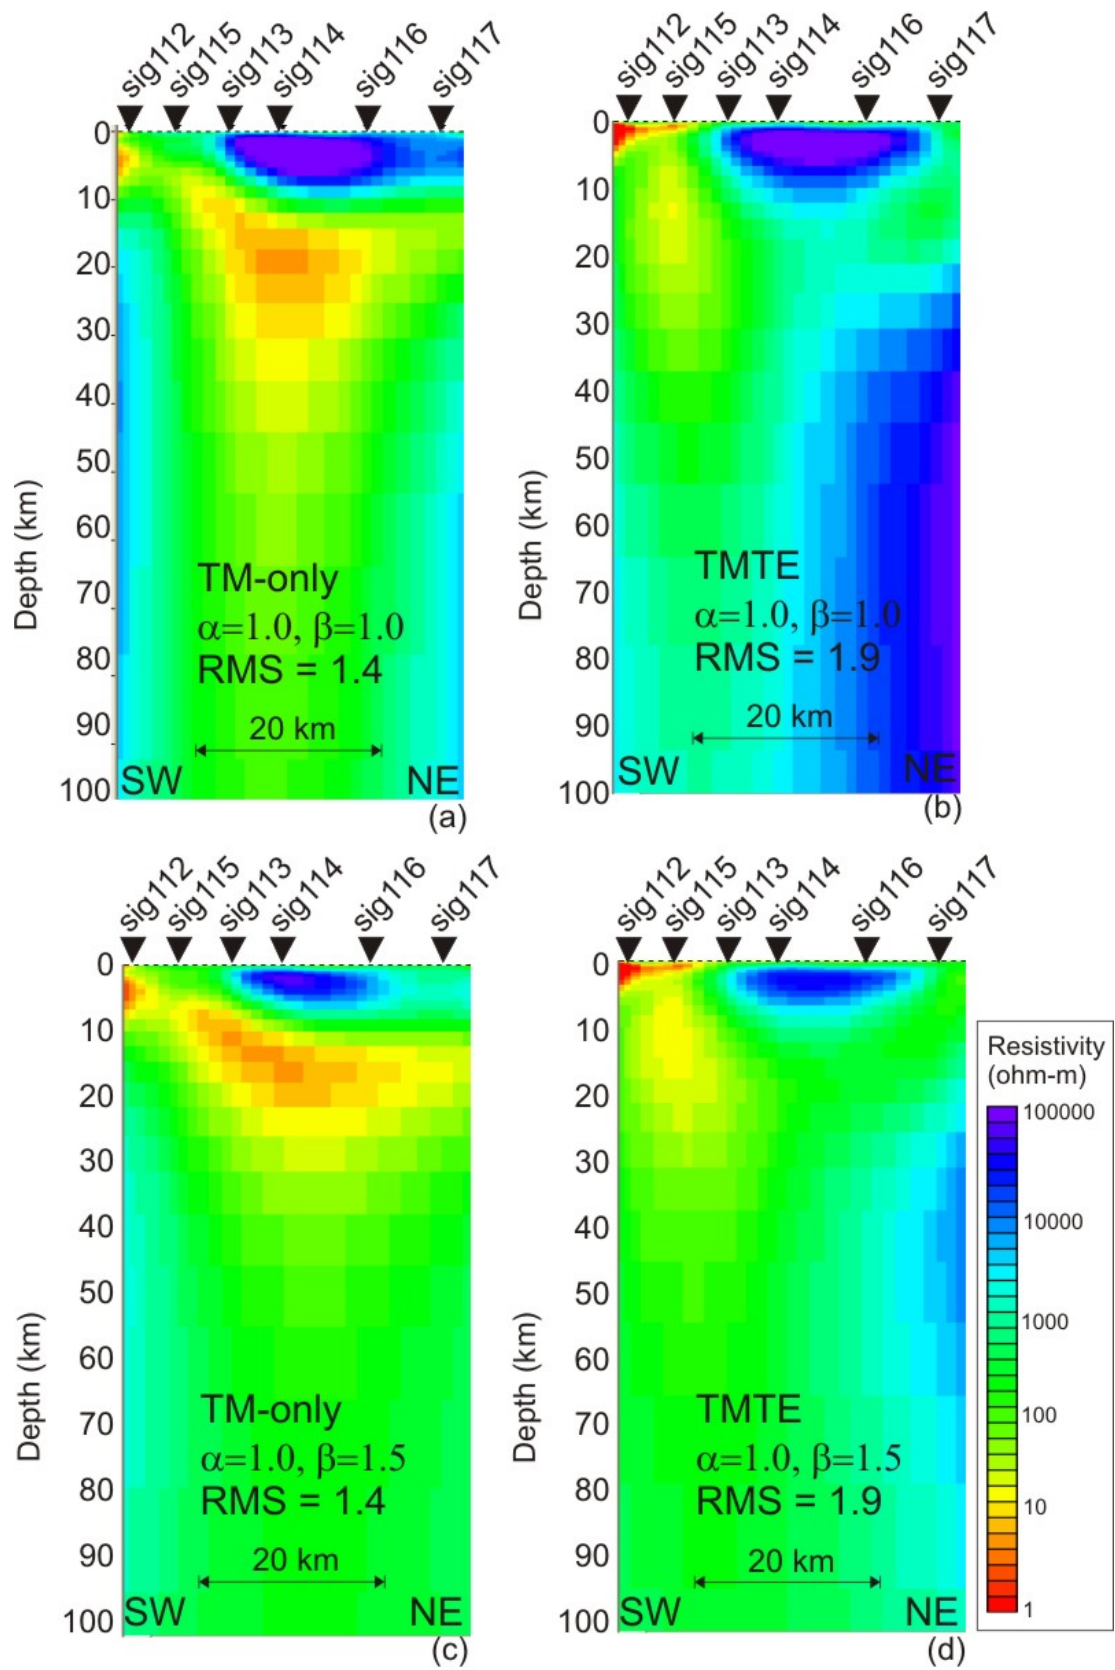 sig112 sig115 sig113 sig114 sig116 sig117
0
10
20
30
40
50
60
70
80
90
100
Depth (km)
TM-only
α=1.0, β=1.0
RMS = 1.4
20 km
SW NE
(a)
sig112 sig115 sig113 sig114 sig116 sig117
0
10
20
30
40
50
60
70
80
90
100
Depth (km)
TMTE
α=1.0, β=1.0
RMS = 1.9
20 km
SW NE
(b)
sig112 sig115 sig113 sig114 sig116 sig117
0
10
20
30
40
50
60
70
80
90
100
Depth (km)
TM-only
α=1.0, β=1.5
RMS = 1.4
20 km
SW NE
(c)
sig112 sig115 sig113 sig114 sig116 sig117
0
10
20
30
40
50
60
70
80
90
100
Depth (km)
TMTE
α=1.0, β=1.5
RMS = 1.9
20 km
SW NE
(d)
Resistivity
(ohm-m)
100000
10000
1000
100
10
1